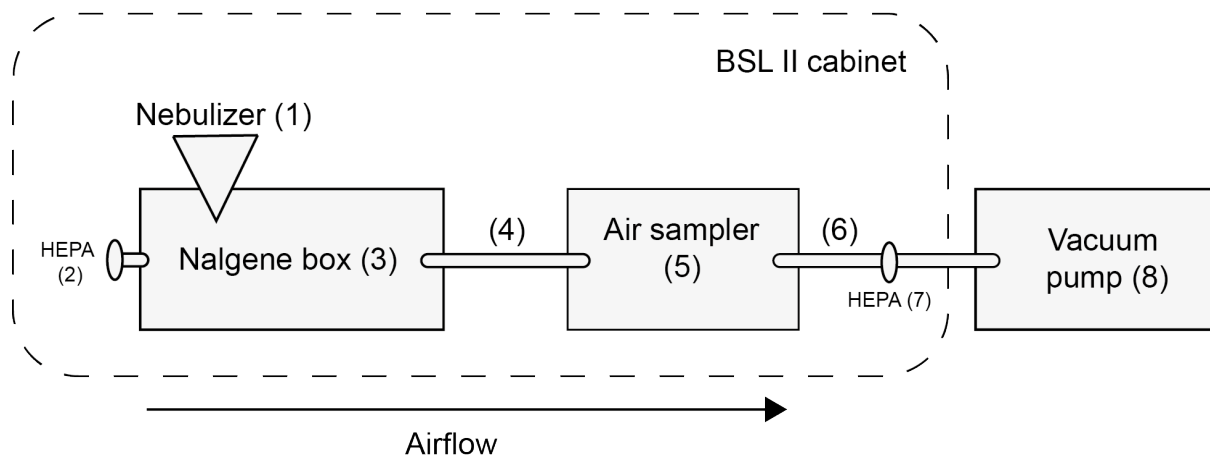 BSL II cabinet
Nebulizer (1)
HEPA
(2)
Nalgene box (3)
(4)
Air sampler
(5)
(6)
HEPA (7)
Vacuum
pump (8)
Airflow